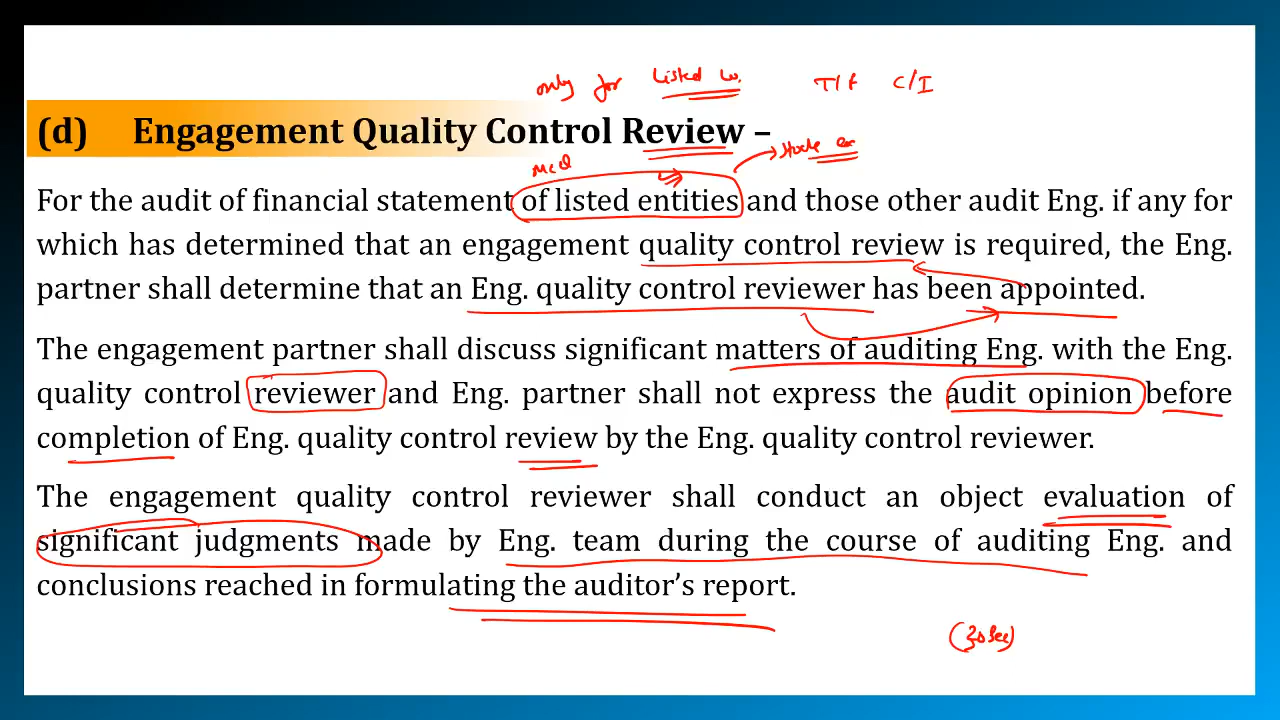 only for Listed co. T/F C/I
(d) Engagement Quality Control Review –
MCQ
For the audit of financial statement of listed entities and those other audit Eng. if any for
which has determined that an engagement quality control review is required, the Eng.
partner shall determine that an Eng. quality control reviewer has been appointed.
The engagement partner shall discuss significant matters of auditing Eng. with the Eng.
quality control reviewer and Eng. partner shall not express the audit opinion before
completion of Eng. quality control review by the Eng. quality control reviewer.
The engagement quality control reviewer shall conduct an object evaluation of
significant judgments made by Eng. team during the course of auditing Eng. and
conclusions reached in formulating the auditor’s report.
(30 sec)